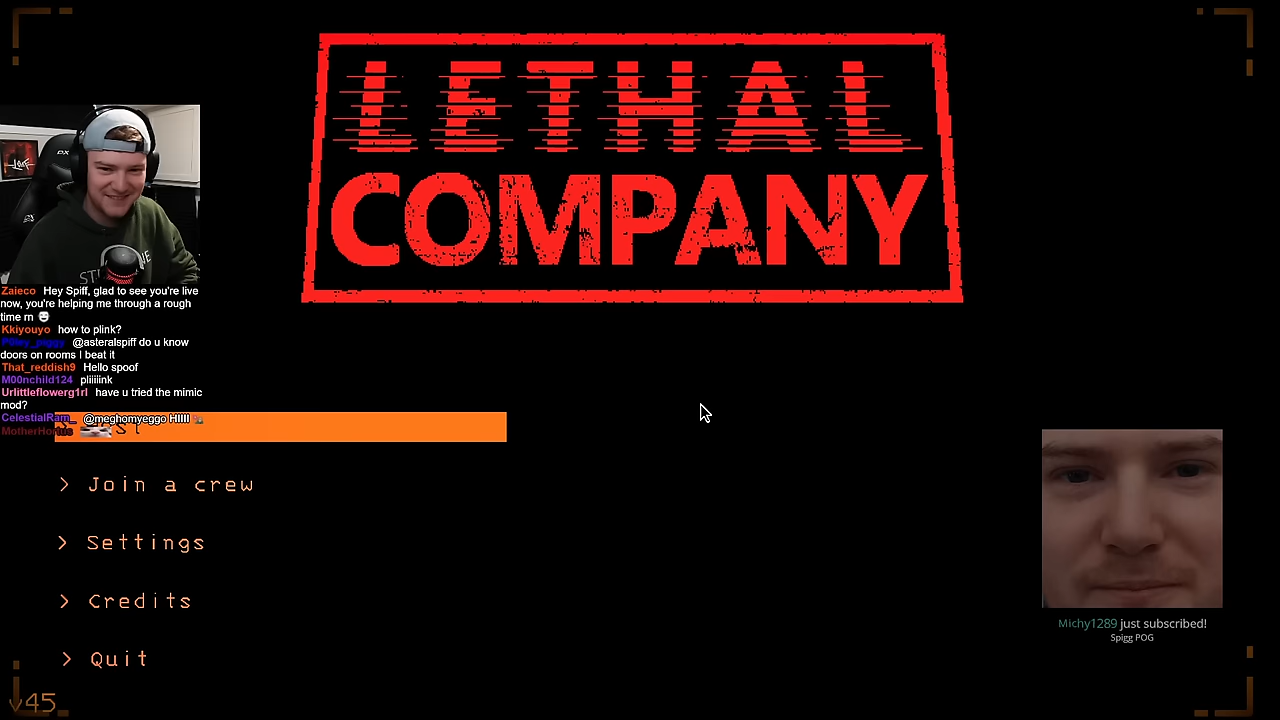 LETHAL
COMPANY
Zaieco Hey Spiff, glad to see you're live
now, you're helping me through a rough
time rn
Kkiyouyo how to plink?
@asteralspiff do u know
doors on rooms I beat it
That_reddish9 Hello spoof
M00nchild124 pliiiiink
Urlittleflowerg1rl have u tried the mimic
mod?
CelestialRam_ @meghomyeggo HIIII
> Join a crew
> Settings
> Credits
> Quit
v45
Michy1289 just subscribed!
Spigg POG